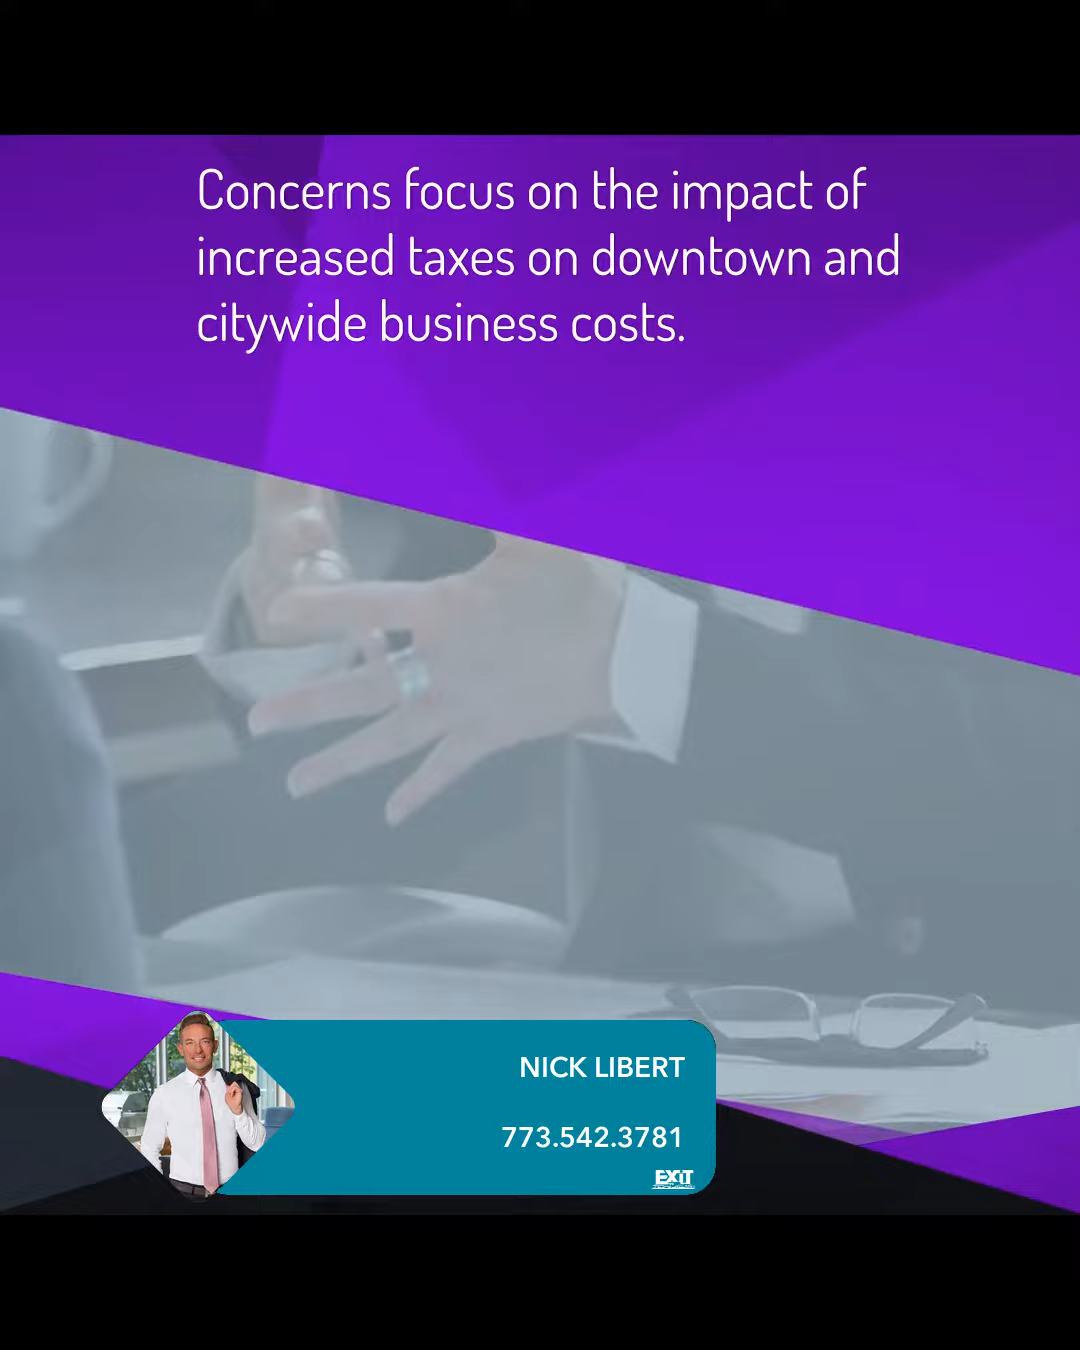 Concerns focus on the impact of
increased taxes on downtown and
citywide business costs.
NICK LIBERT
773.542.3781
EXIT